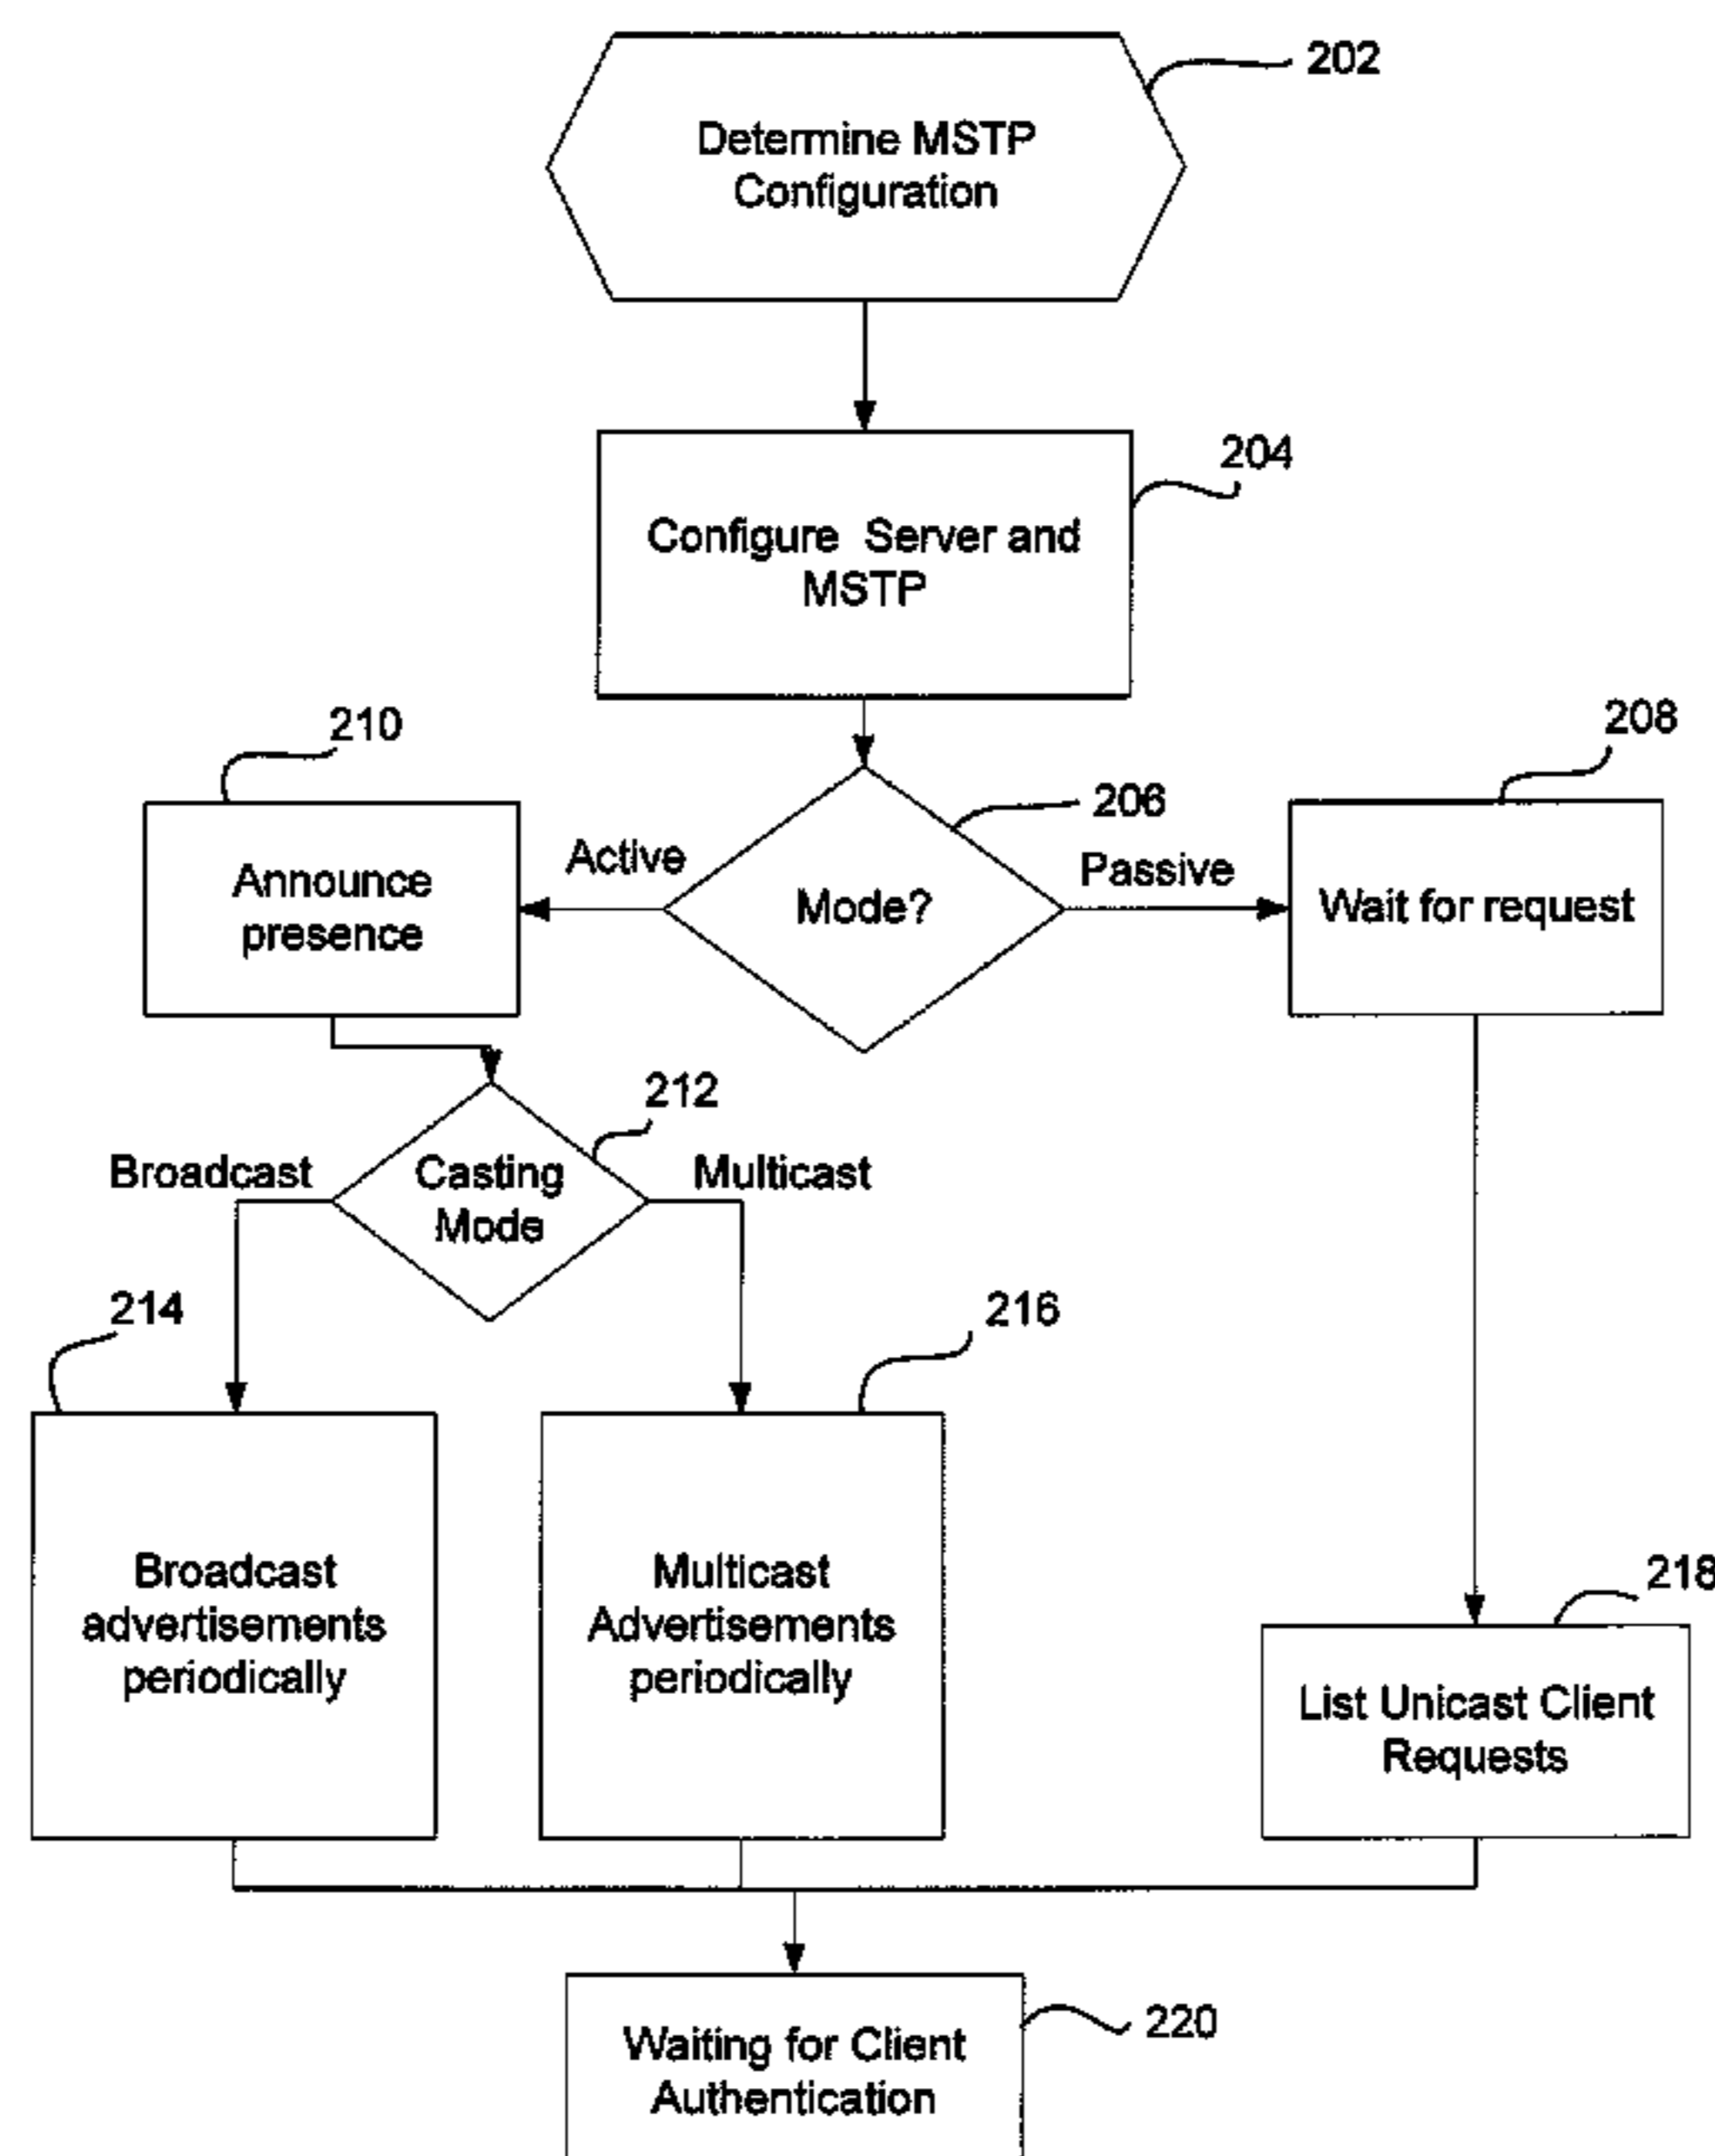 202
Determine MSTP
Configuration
204
Configure Server and
MSTP
210
208
206
Active
Passive
Announce
presence
Mode?
Wait for request
212
Broadcast
Casting
Mode
Multicast
214
216
Broadcast
advertisements
periodically
Multicast
Advertisements
periodically
218
List Unicast Client
Requests
220
Waiting for Client
Authentication